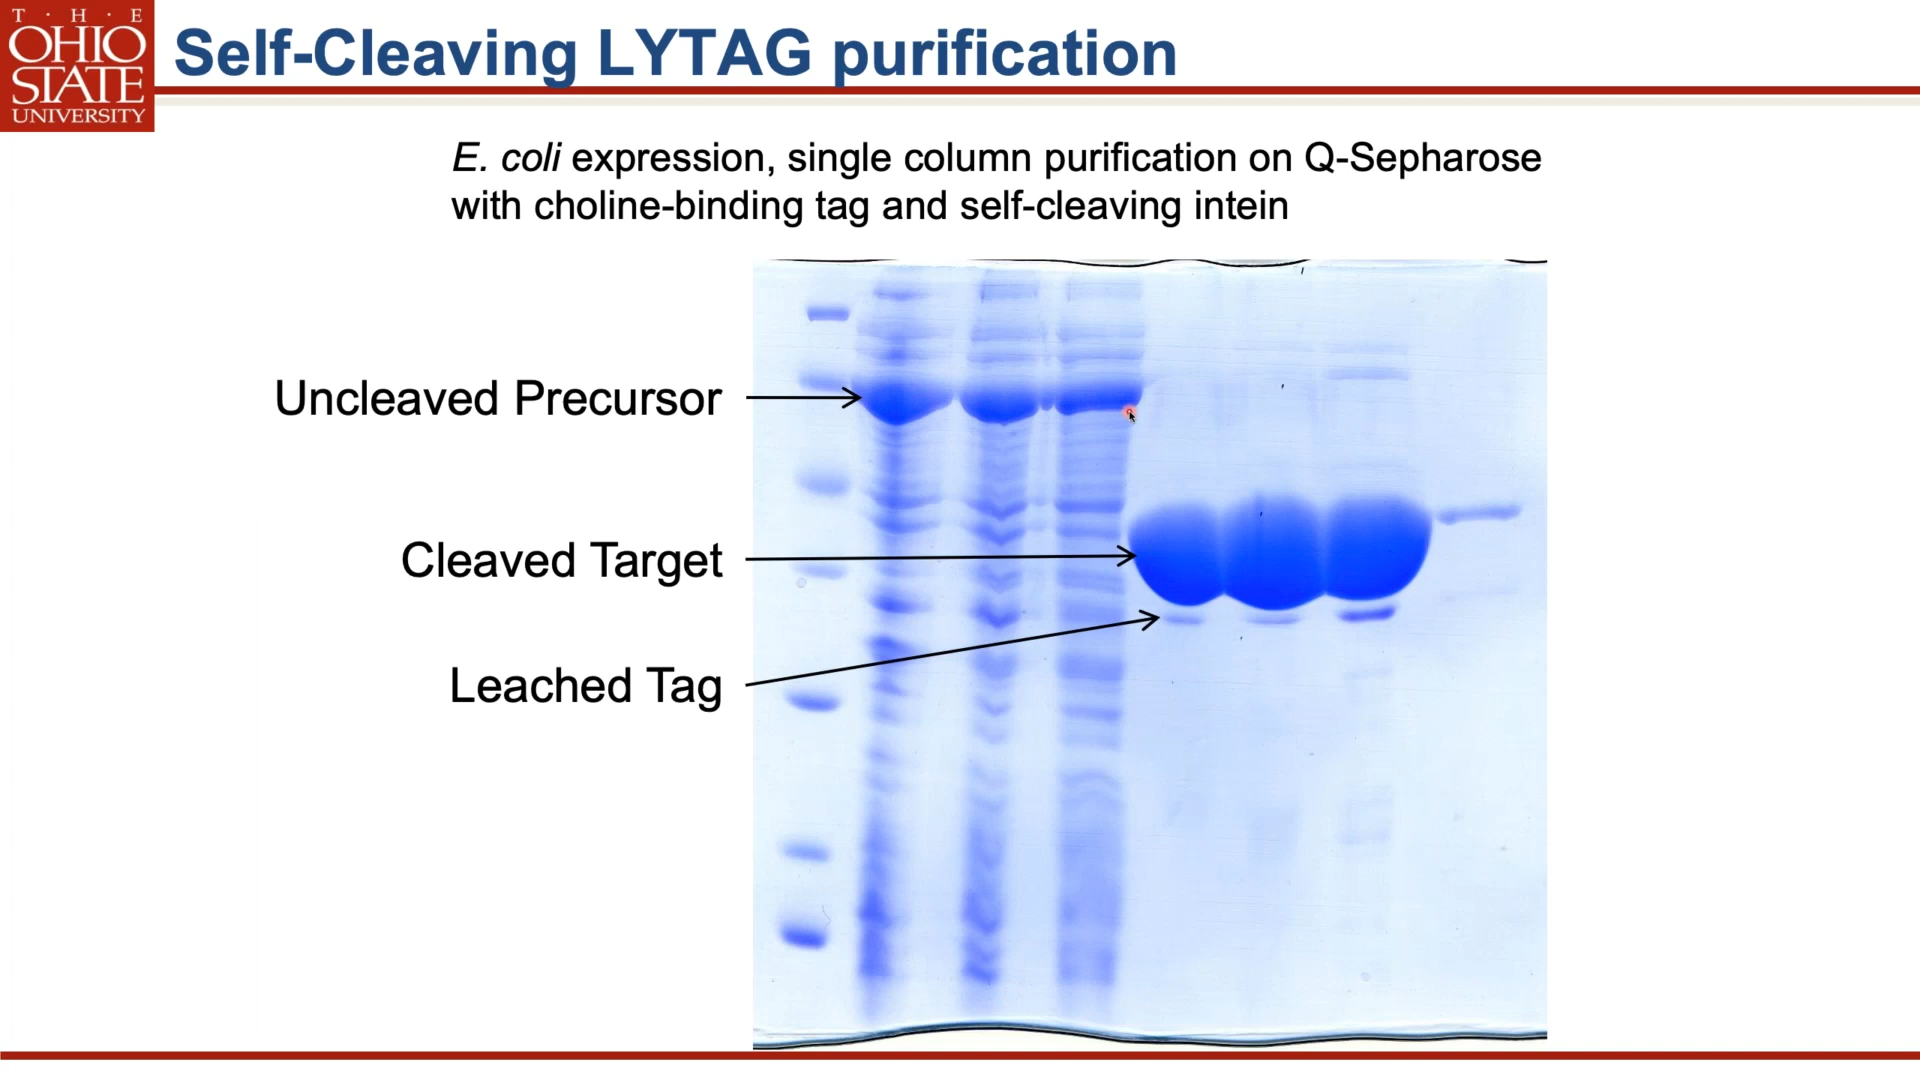 T · H · E
OHIO
STATE
UNIVERSITY
Self-Cleaving LYTAG purification
E. coli expression, single column purification on Q-Sepharose
with choline-binding tag and self-cleaving intein
Uncleaved Precursor
Cleaved Target
Leached Tag